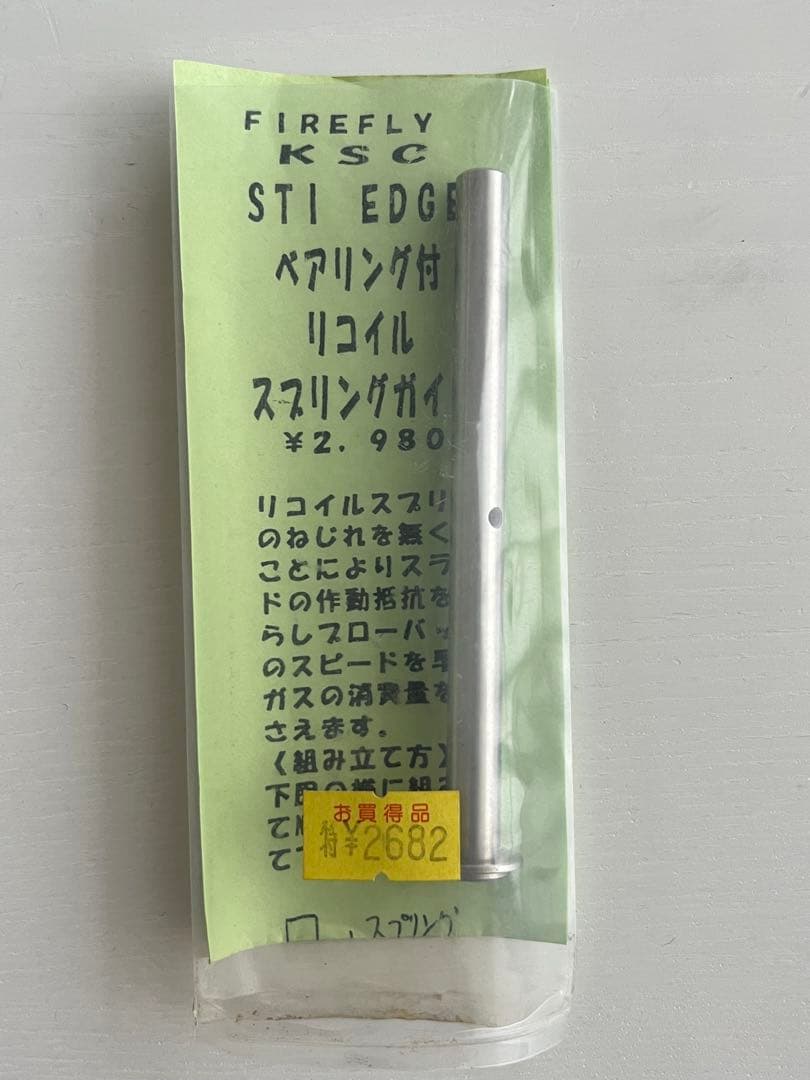 FIREFLY
KSC
STI EDGE
ベアリング付
リコイル
スプリングガイ
¥2.980
リコイルスプリ
のねじれを無く
ことによりスラ
ドの作動抵抗を
らしブローバッ
のスピードを早
ガスの消費量を
さえます。
〈組み立て方〉
お買得品
¥2682
スプリング